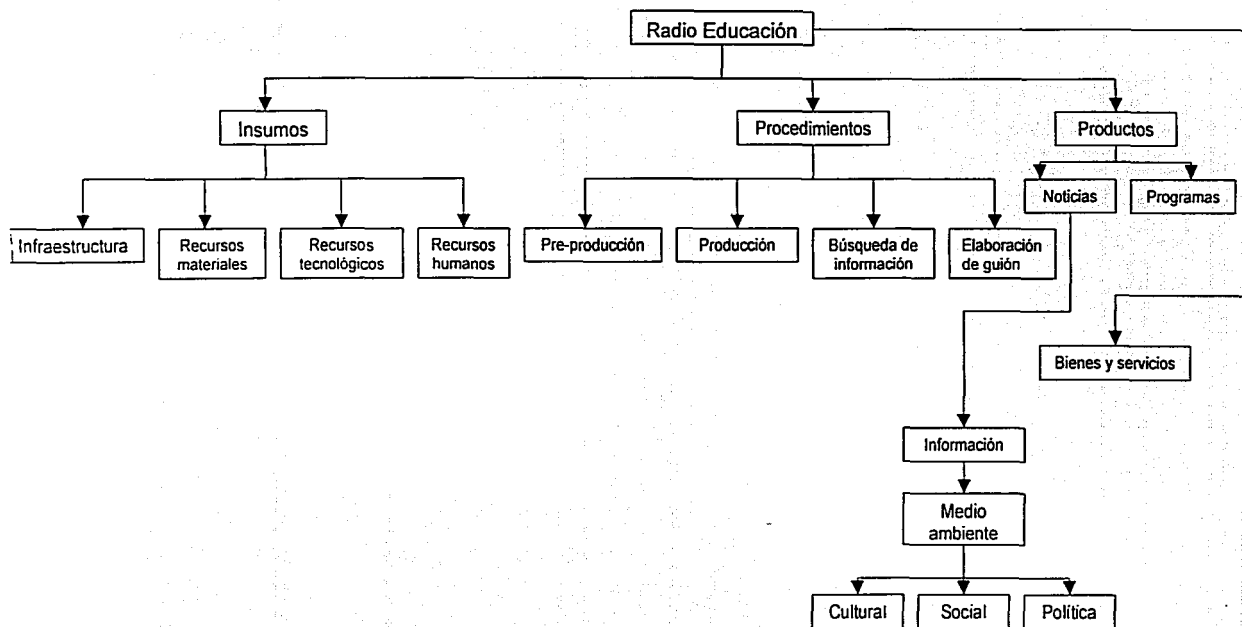 Radio Educación
Insumos
Procedimientos
Productos
Noticias
Programas
Infraestructura
Recursos
materiales
Recursos
tecnológicos
Recursos
humanos
Pre-producción
Producción
Búsqueda de
información
Elaboración
de guión
Bienes y servicios
Información
Medio
ambiente
Cultural
Social
Política